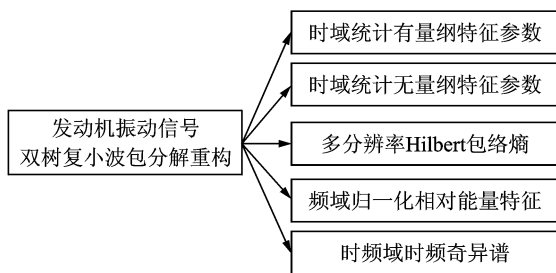 发动机振动信号
双树复小波包分解重构
时域统计有量纲特征参数
时域统计无量纲特征参数
多分辨率Hilbert包络熵
频域归一化相对能量特征
时频域时频奇异谱